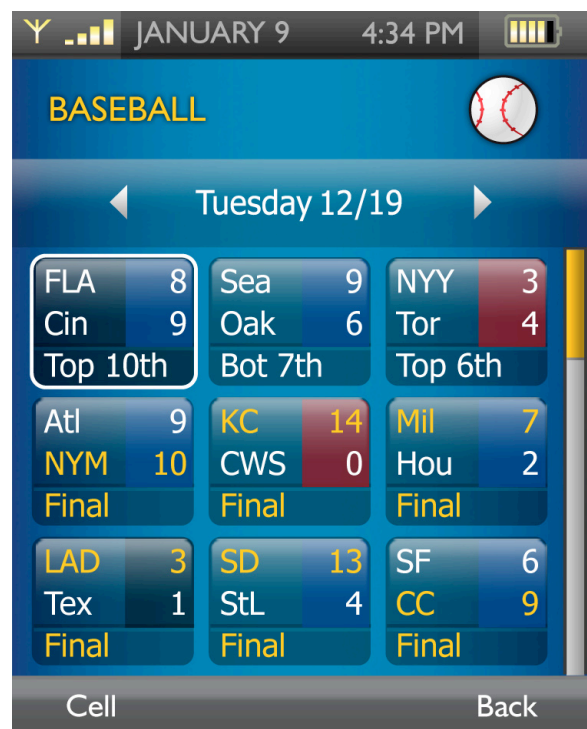 JANUARY 9 4:34 PM
BASEBALL
Tuesday 12/19
FLA 8
Cin 9
Top 10th
Sea 9
Oak 6
Bot 7th
NYY 3
Tor 4
Top 6th
Atl 9
NYM 10
Final
KC 14
CWS 0
Final
Mil 7
Hou 2
Final
LAD 3
Tex 1
Final
SD 13
StL 4
Final
SF 6
CC 9
Final
Cell Back